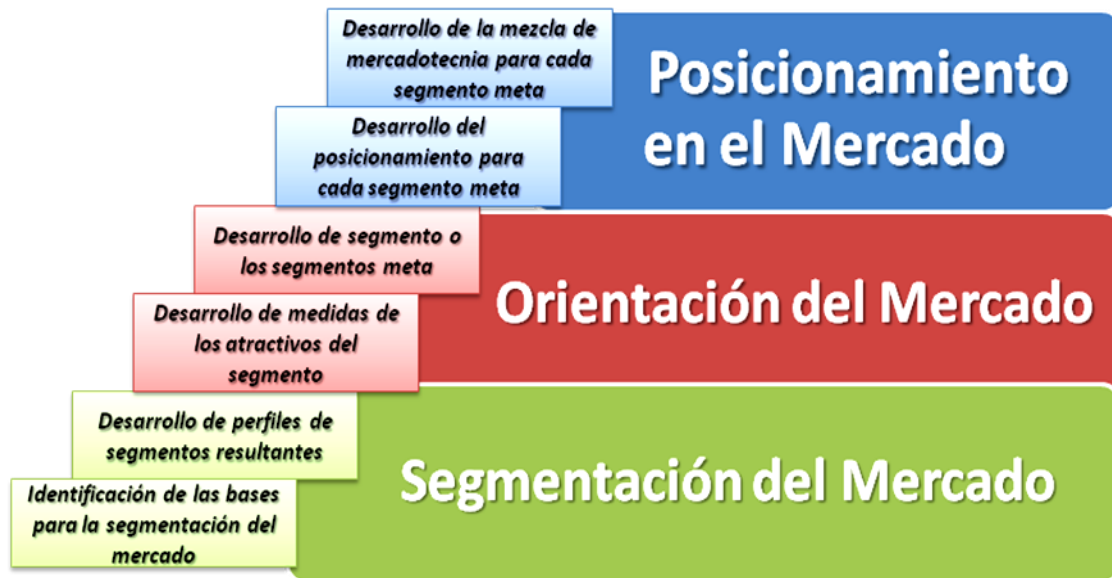 Desarrollo de la mezcla de
mercadotecnia para cada
segmento meta
Posicionamiento
en el Mercado
Desarrollo del
posicionamiento para
cada segmento meta
Desarrollo de segmento o
los segmentos meta
Orientación del Mercado
Desarrollo de medidas de
los atractivos del
segmento
Desarrollo de perfiles de
segmentos resultantes
Segmentación del Mercado
Identificación de las bases
para la segmentación del
mercado